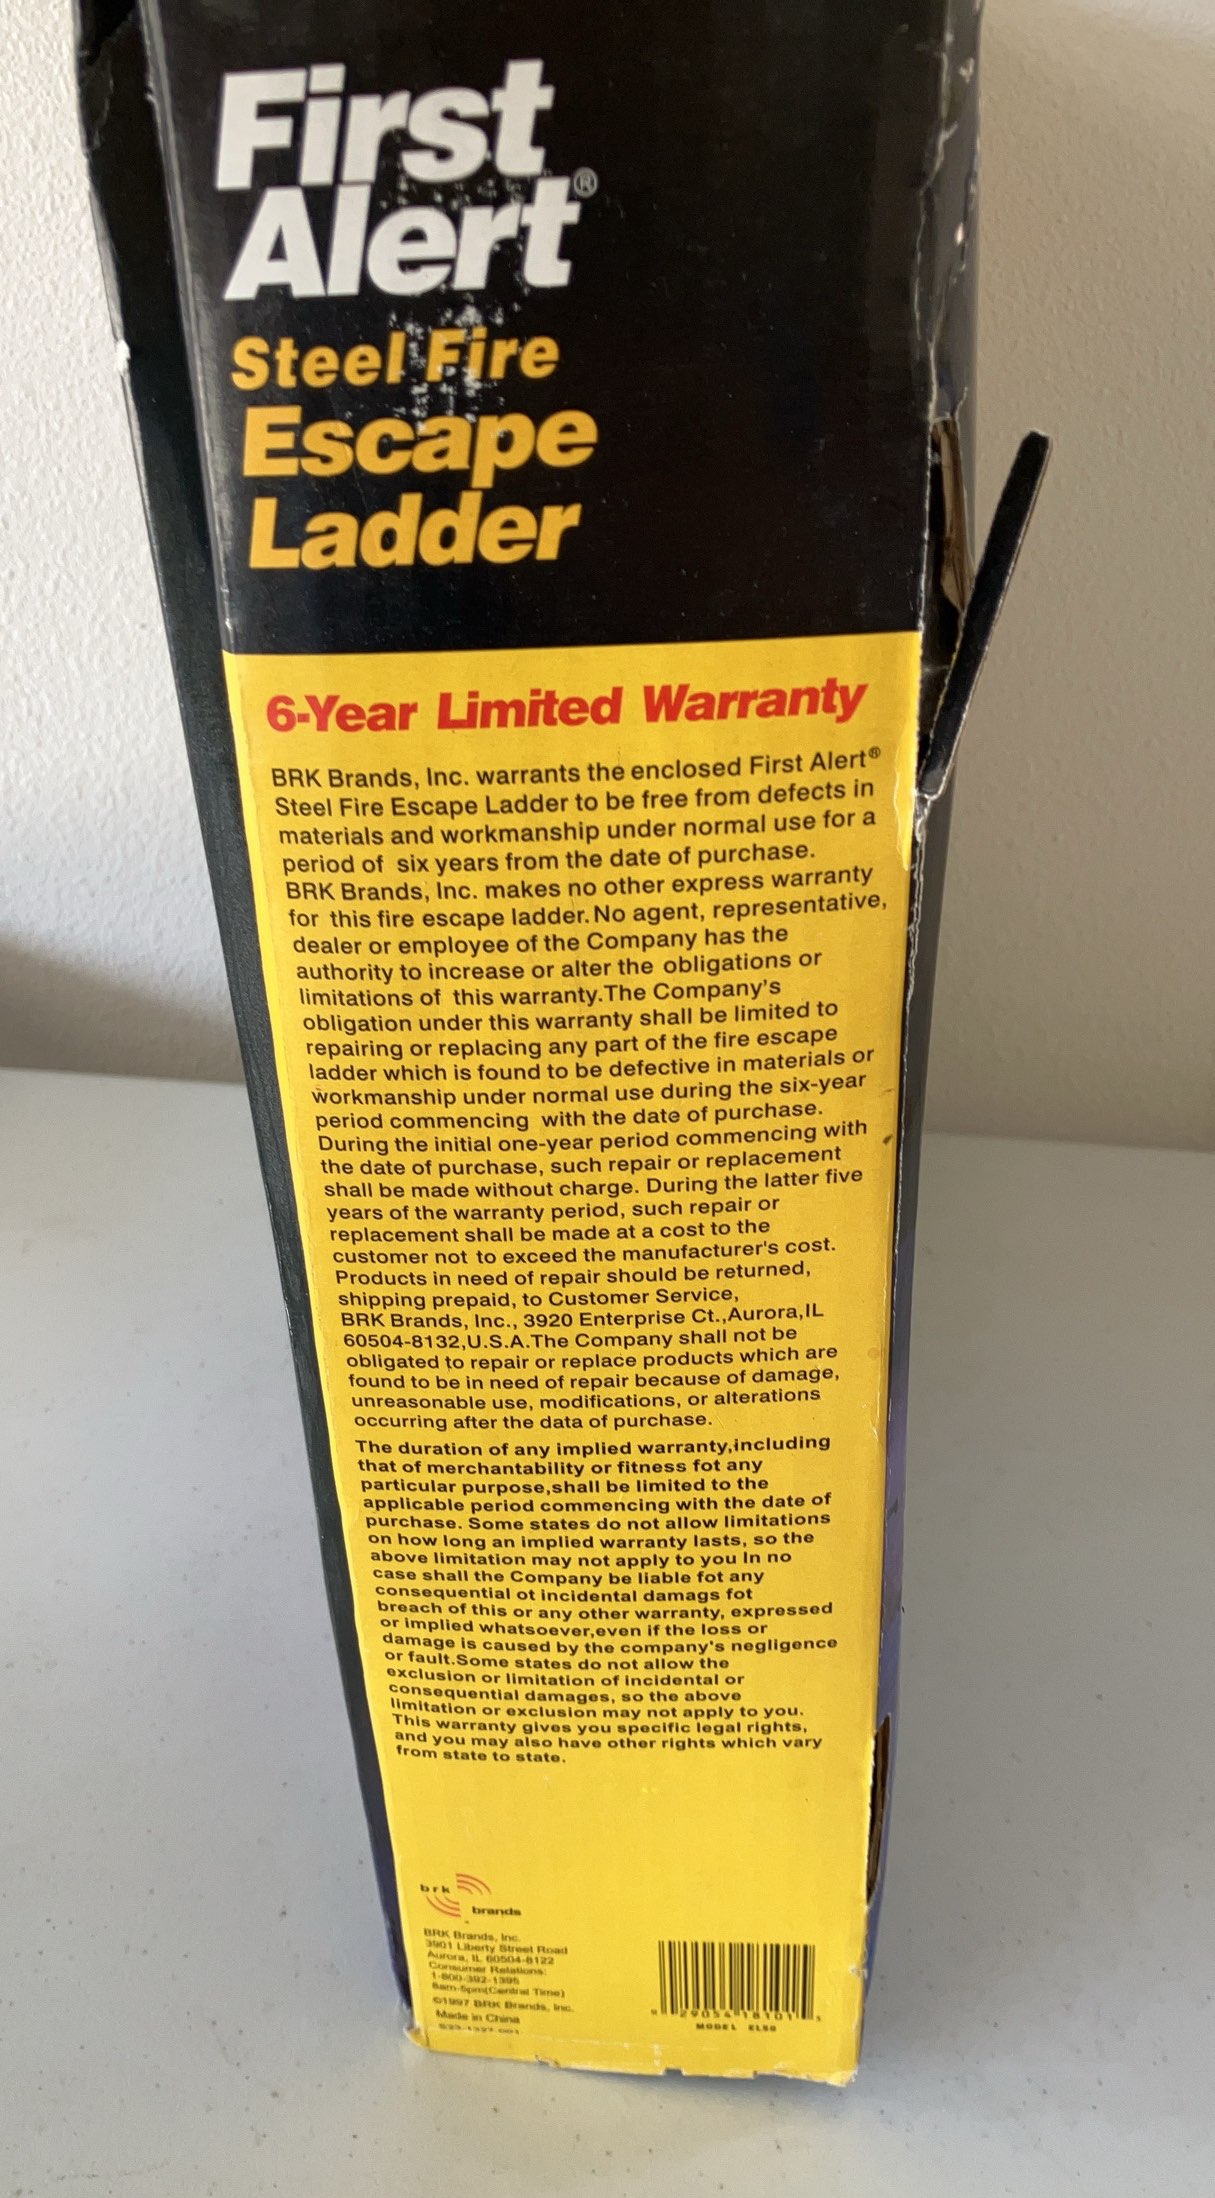 First
Alert®
Steel Fire
Escape
Ladder
6-Year Limited Warranty
BRK Brands, Inc. warrants the enclosed First Alert®
Steel Fire Escape Ladder to be free from defects in
materials and workmanship under normal use for a
period of six years from the date of purchase.
BRK Brands, Inc. makes no other express warranty
for this fire escape ladder. No agent, representative,
dealer or employee of the Company has the
authority to increase or alter the obligations or
limitations of this warranty.The Company's
obligation under this warranty shall be limited to
repairing or replacing any part of the fire escape
ladder which is found to be defective in materials or
workmanship under normal use during the six-year
period commencing with the date of purchase.
During the initial one-year period commencing with
the date of purchase, such repair or replacement
shall be made without charge. During the latter five
years of the warranty period, such repair or
replacement shall be made at a cost to the
customer not to exceed the manufacturer's cost.
Products in need of repair should be returned,
shipping prepaid, to Customer Service,
BRK Brands, Inc., 3920 Enterprise Ct.,Aurora,IL
60504-8132,U.S.A.The Company shall not be
obligated to repair or replace products which are
found to be in need of repair because of damage,
unreasonable use, modifications, or alterations
occurring after the data of purchase.
The duration of any implied warranty,including
that of merchantability or fitness fot any
particular purpose,shall be limited to the
applicable period commencing with the date of
purchase. Some states do not allow limitations
on how long an implied warranty lasts, so the
above limitation may not apply to you In no
case shall the Company be liable fot any
consequential ot incidental damags fot
breach of this or any other warranty, expressed
or implied whatsoever,even if the loss or
damage is caused by the company's negligence
or fault.Some states do not allow the
exclusion or limitation of incidental or
consequential damages, so the above
limitation or exclusion may not apply to you.
This warranty gives you specific legal rights,
and you may also have other rights which vary
from state to state.
brk
brands
BRK Brands, Inc.
3901 Liberty Street Road
Aurora, IL 60504-8122
Consumer Relations:
1-800-392-1395
8am-5pm(Central Time)
©1997 BRK Brands, Inc.
Made in China
9 29054 18101 5
MODEL EL50